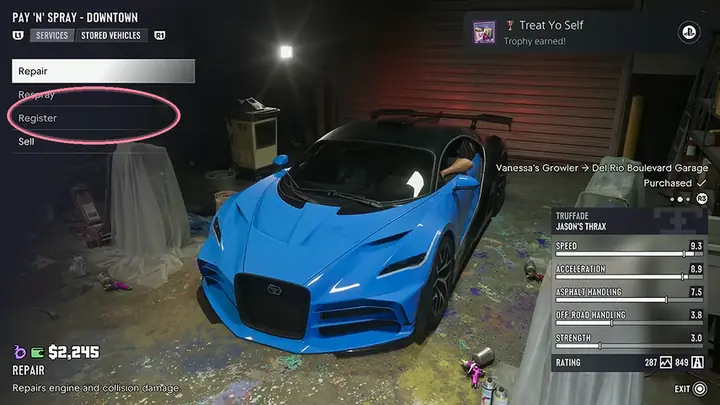 PAY 'N' SPRAY - DOWNTOWN
L1 SERVICES STORED VEHICLES R1
Treat Yo Self
Trophy earned!
Repair
Respray
Register
Sell
Vanessa's Growler → Del Rio Boulevard Garage
Purchased ✓
R3
TRUFFADE
JASON'S THRAX
SPEED 9.3
ACCELERATION 8.9
ASPHALT HANDLING 7.5
OFF-ROAD HANDLING 3.8
STRENGTH 3.0
RATING 287 849
$2,245
REPAIR
Repairs engine and collision damage.
EXIT